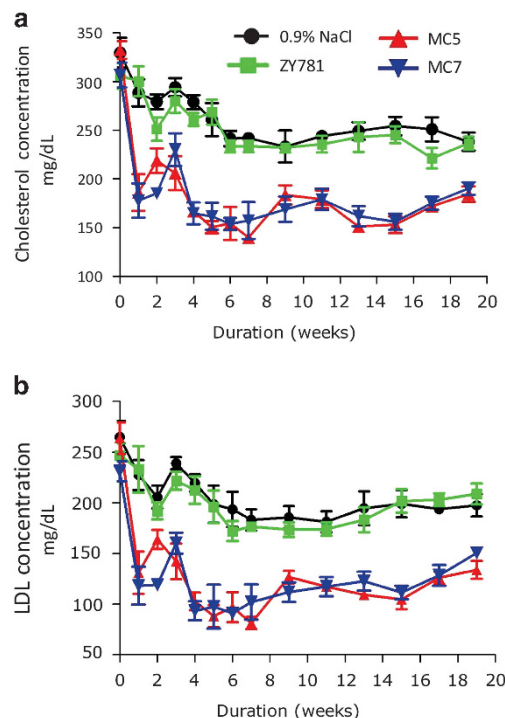 a
0.9% NaCl
MC5
ZY781
MC7
350
300
250
200
150
100
Cholesterol concentration
mg/dL
0 2 4 6 8 10 12 14 16 18 20
Duration (weeks)
b
300
250
200
150
100
50
LDL concentration
mg/dL
0 2 4 6 8 10 12 14 16 18 20
Duration (weeks)